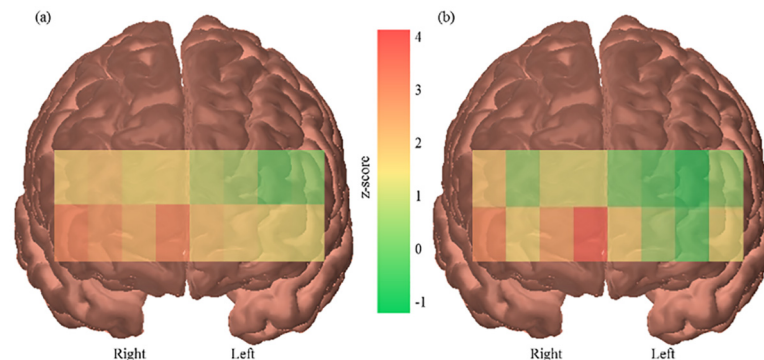 (a)
(b)
4
3
2
1
0
-1
z-score
Right
Left
Right
Left